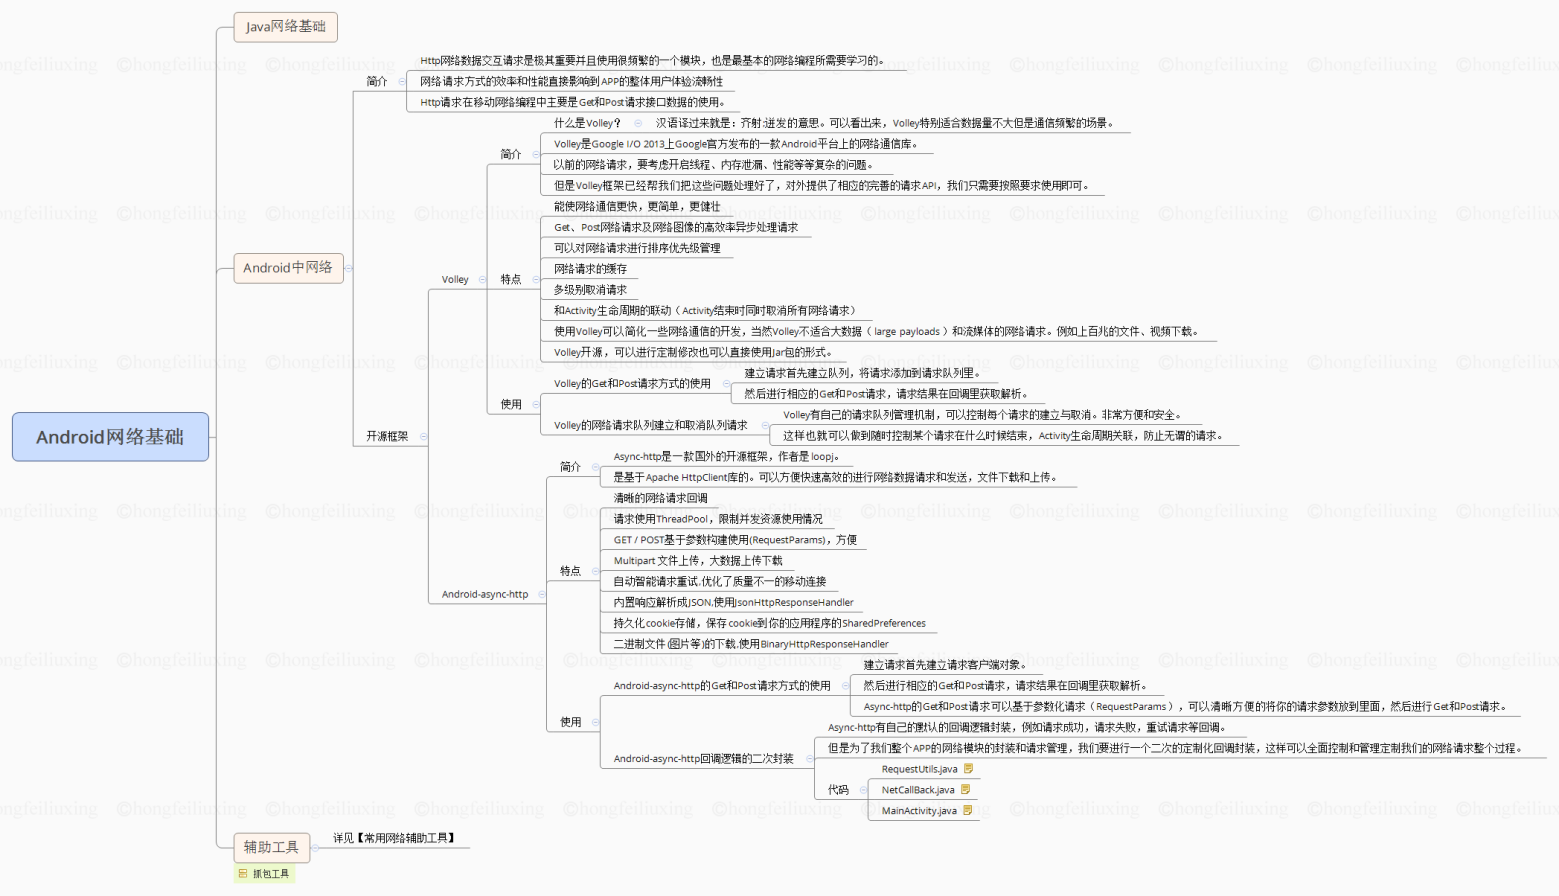 Java网络基础
Http网络数据交互请求是极其重要并且使用很频繁的一个模块，也是最基本的网络编程所需要学习的。
简介
网络请求方式的效率和性能直接影响到APP的整体用户体验流畅性
Http请求在移动网络编程中主要是Get和Post请求接口数据的使用。
什么是Volley？ 汉语译过来就是：齐射;迸发的意思。可以看出来，Volley特别适合数据量不大但是通信频繁的场景。
简介
Volley是Google I/O 2013上Google官方发布的一款Android平台上的网络通信库。
以前的网络请求，要考虑开启线程、内存泄漏、性能等等复杂的问题。
但是Volley框架已经帮我们把这些问题处理好了，对外提供了相应的完善的请求API，我们只需要按照要求使用即可。
能使网络通信更快，更简单，更健壮
Get、Post网络请求及网络图像的高效率异步处理请求
可以对网络请求进行排序优先级管理
Android中网络
网络请求的缓存
Volley
特点
多级别取消请求
和Activity生命周期的联动（Activity结束时同时取消所有网络请求）
使用Volley可以简化一些网络通信的开发，当然Volley不适合大数据（ large payloads ）和流媒体的网络请求。例如上百兆的文件、视频下载。
Volley开源，可以进行定制修改也可以直接使用Jar包的形式。
Volley的Get和Post请求方式的使用
建立请求首先建立队列，将请求添加到请求队列里。
然后进行相应的Get和Post请求，请求结果在回调里获取解析。
使用
Volley的网络请求队列建立和取消队列请求
Volley有自己的请求队列管理机制，可以控制每个请求的建立与取消。非常方便和安全。
这样也就可以做到随时控制某个请求在什么时候结束，Activity生命周期关联，防止无谓的请求。
Android网络基础
开源框架
简介
Async-http是一款国外的开源框架，作者是loopj。
是基于Apache HttpClient库的。可以方便快速高效的进行网络数据请求和发送，文件下载和上传。
清晰的网络请求回调
请求使用ThreadPool，限制并发资源使用情况
GET / POST基于参数构建使用(RequestParams)，方便
Multipart 文件上传，大数据上传下载
特点
自动智能请求重试,优化了质量不一的移动连接
Android-async-http
内置响应解析成JSON,使用JsonHttpResponseHandler
持久化cookie存储，保存cookie到你的应用程序的SharedPreferences
二进制文件(图片等)的下载,使用BinaryHttpResponseHandler
Android-async-http的Get和Post请求方式的使用
建立请求首先建立请求客户端对象。
然后进行相应的Get和Post请求，请求结果在回调里获取解析。
Async-http的Get和Post请求可以基于参数化请求（RequestParams），可以清晰方便的将你的请求参数放到里面，然后进行Get和Post请求。
使用
Android-async-http回调逻辑的二次封装
Async-http有自己的默认的回调逻辑封装，例如请求成功，请求失败，重试请求等回调。
但是为了我们整个APP的网络模块的封装和请求管理，我们要进行一个二次的定制化回调封装，这样可以全面控制和管理定制我们的网络请求整个过程。
代码
RequestUtils.java
NetCallBack.java
MainActivity.java
辅助工具
详见【常用网络辅助工具】
抓包工具
©hongfeiliuxing